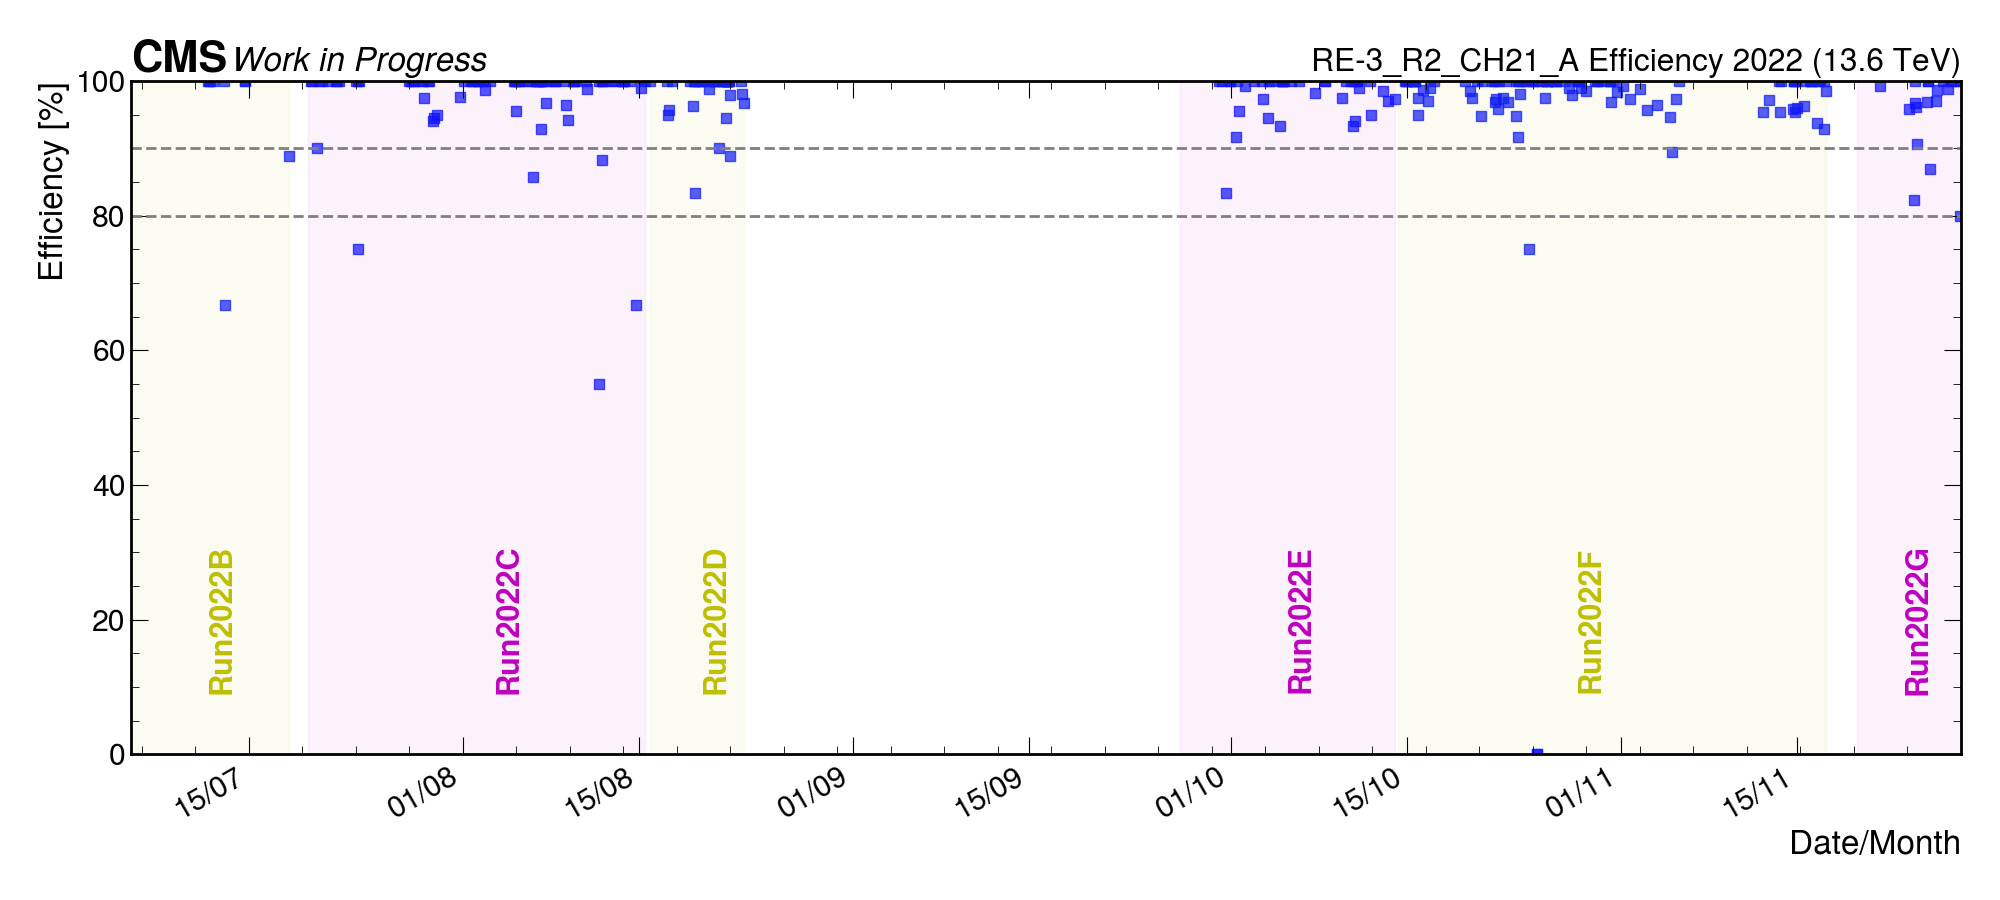 CMS Work in Progress
RE-3_R2_CH21_A Efficiency 2022 (13.6 TeV)
Efficiency [%]
100
80
60
40
20
0
Run2022B
Run2022C
Run2022D
Run2022E
Run2022F
Run2022G
15/07
01/08
15/08
01/09
15/09
01/10
15/10
01/11
15/11
Date/Month